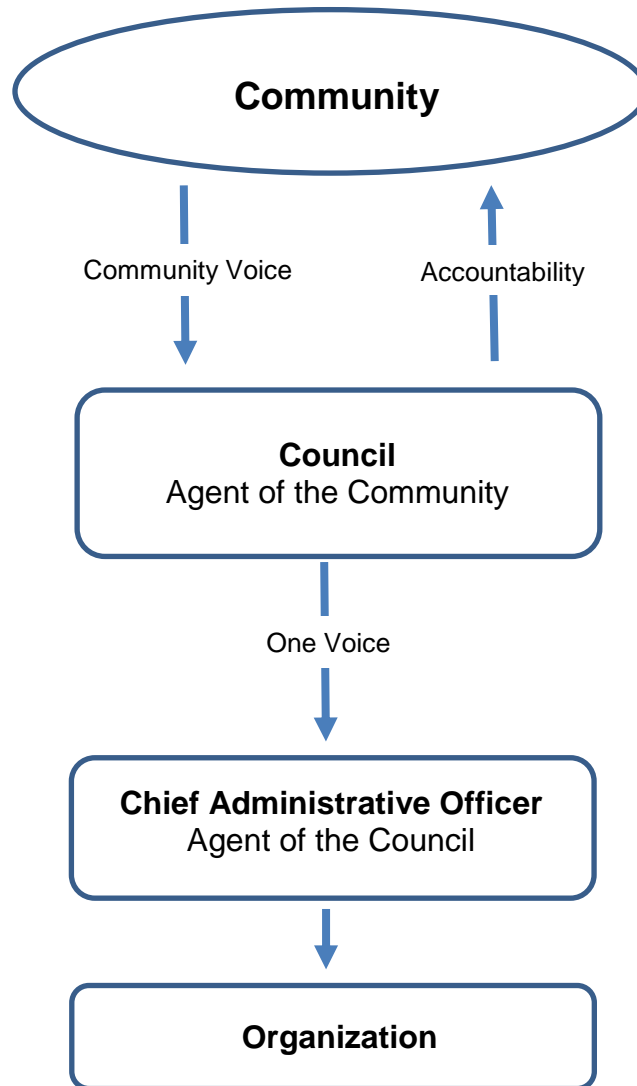 Community
Community Voice
Accountability
Council
Agent of the Community
One Voice
Chief Administrative Officer
Agent of the Council
Organization